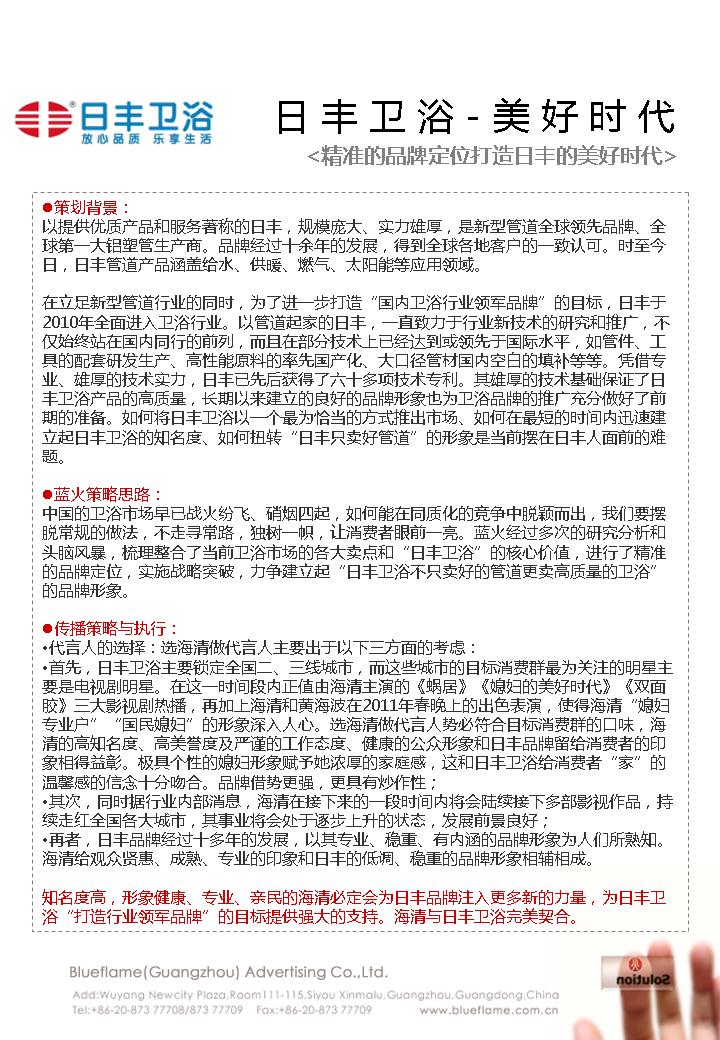 日丰卫浴®
放心品质 乐享生活
日丰卫浴-美好时代
<精准的品牌定位打造日丰的美好时代>
●策划背景：
以提供优质产品和服务著称的日丰，规模庞大、实力雄厚，是新型管道全球领先品牌、全
球第一大铝塑管生产商。品牌经过十余年的发展，得到全球各地客户的一致认可。时至今
日，日丰管道产品涵盖给水、供暖、燃气、太阳能等应用领域。
在立足新型管道行业的同时，为了进一步打造“国内卫浴行业领军品牌”的目标，日丰于
2010年全面进入卫浴行业。以管道起家的日丰，一直致力于行业新技术的研究和推广，不
仅始终站在国内同行的前列，而且在部分技术上已经达到或领先于国际水平，如管件、工
具的配套研发生产、高性能原料的率先国产化、大口径管材国内空白的填补等等。凭借专
业、雄厚的技术实力，日丰已先后获得了六十多项技术专利。其雄厚的技术基础保证了日
丰卫浴产品的高质量，长期以来建立的良好的品牌形象也为卫浴品牌的推广充分做好了前
期的准备。如何将日丰卫浴以一个最为恰当的方式推出市场、如何在最短的时间内迅速建
立起日丰卫浴的知名度、如何扭转“日丰只卖好管道”的形象是当前摆在日丰人面前的难
题。
●蓝火策略思路：
中国的卫浴市场早已战火纷飞、硝烟四起，如何能在同质化的竞争中脱颖而出，我们要摆
脱常规的做法，不走寻常路，独树一帜，让消费者眼前一亮。蓝火经过多次的研究分析和
头脑风暴，梳理整合了当前卫浴市场的各大卖点和“日丰卫浴”的核心价值，进行了精准
的品牌定位，实施战略突破，力争建立起“日丰卫浴不只卖好的管道更卖高质量的卫浴”
的品牌形象。
●传播策略与执行：
•代言人的选择：选海清做代言人主要出于以下三方面的考虑：
•首先，日丰卫浴主要锁定全国二、三线城市，而这些城市的目标消费群最为关注的明星主
要是电视剧明星。在这一时间段内正值由海清主演的《蜗居》《媳妇的美好时代》《双面
胶》三大影视剧热播，再加上海清和黄海波在2011年春晚上的出色表演，使得海清“媳妇
专业户”“国民媳妇”的形象深入人心。选海清做代言人势必符合目标消费群的口味，海
清的高知名度、高美誉度及严谨的工作态度、健康的公众形象和日丰品牌留给消费者的印
象相得益彰。极具个性的媳妇形象赋予她浓厚的家庭感，这和日丰卫浴给消费者“家”的
温馨感的信念十分吻合。品牌借势更强，更具有炒作性；
•其次，同时据行业内部消息，海清在接下来的一段时间内将会陆续接下多部影视作品，持
续走红全国各大城市，其事业将会处于逐步上升的状态，发展前景良好；
•再者，日丰品牌经过十多年的发展，以其专业、稳重、有内涵的品牌形象为人们所熟知。
海清给观众贤惠、成熟、专业的印象和日丰的低调、稳重的品牌形象相辅相成。
知名度高，形象健康、专业、亲民的海清必定会为日丰品牌注入更多新的力量，为日丰卫
浴“打造行业领军品牌”的目标提供强大的支持。海清与日丰卫浴完美契合。
Blueflame(Guangzhou) Advertising Co.,Ltd.
Add:Wuyang Newcity Plaza,Room111-115,Siyou Xinmalu,Guangzhou,Guangdong,China
Tel:+86-20-873 77708/873 77709 Fax:+86-20-873 77709 www.blueflame.com.cn
Solution